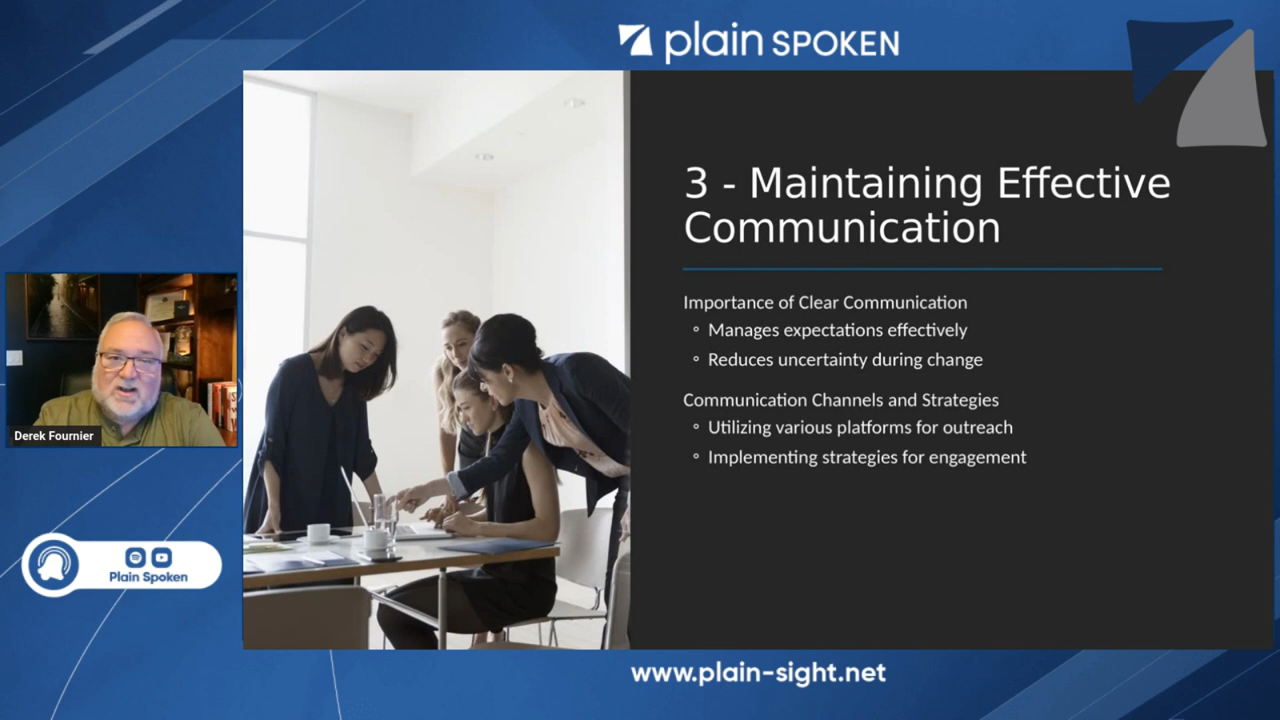 plain SPOKEN
3 - Maintaining Effective
Communication
Importance of Clear Communication
Manages expectations effectively
Reduces uncertainty during change
Communication Channels and Strategies
Utilizing various platforms for outreach
Implementing strategies for engagement
Derek Fournier
Plain Spoken
www.plain-sight.net